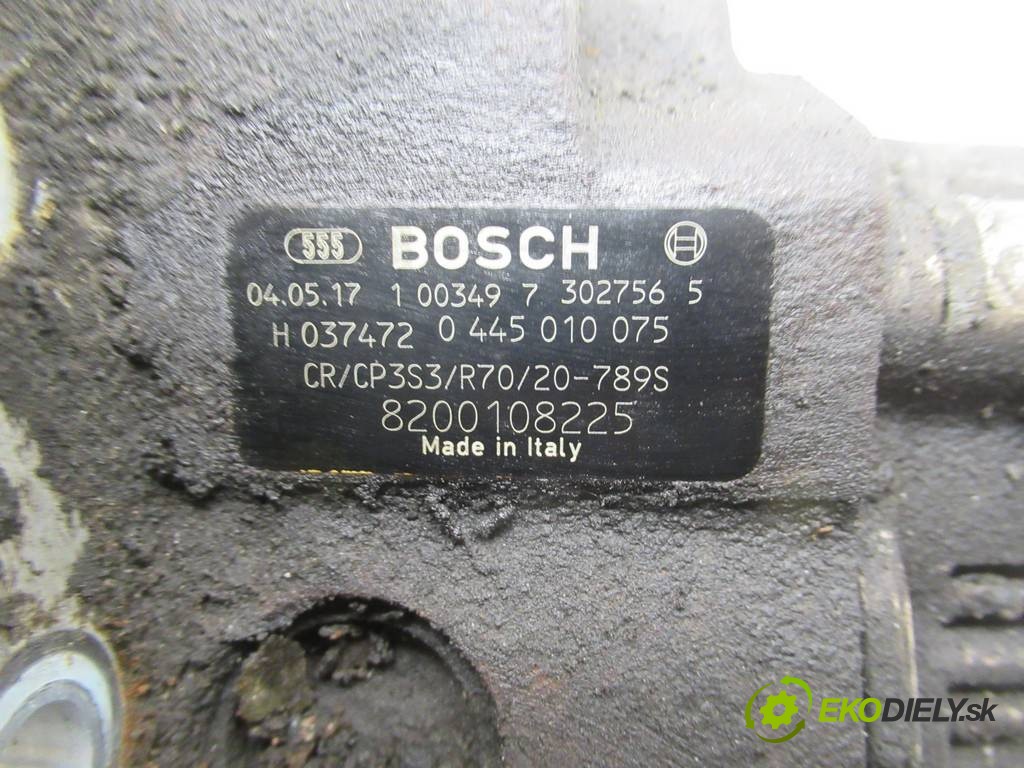 555 BOSCH
04.05.17 1 00349 7 302756 5
H 037472 0 445 010 075
CR/CP3S3/R70/20-789S
8200108225
Made in Italy
EKODIELY.sk